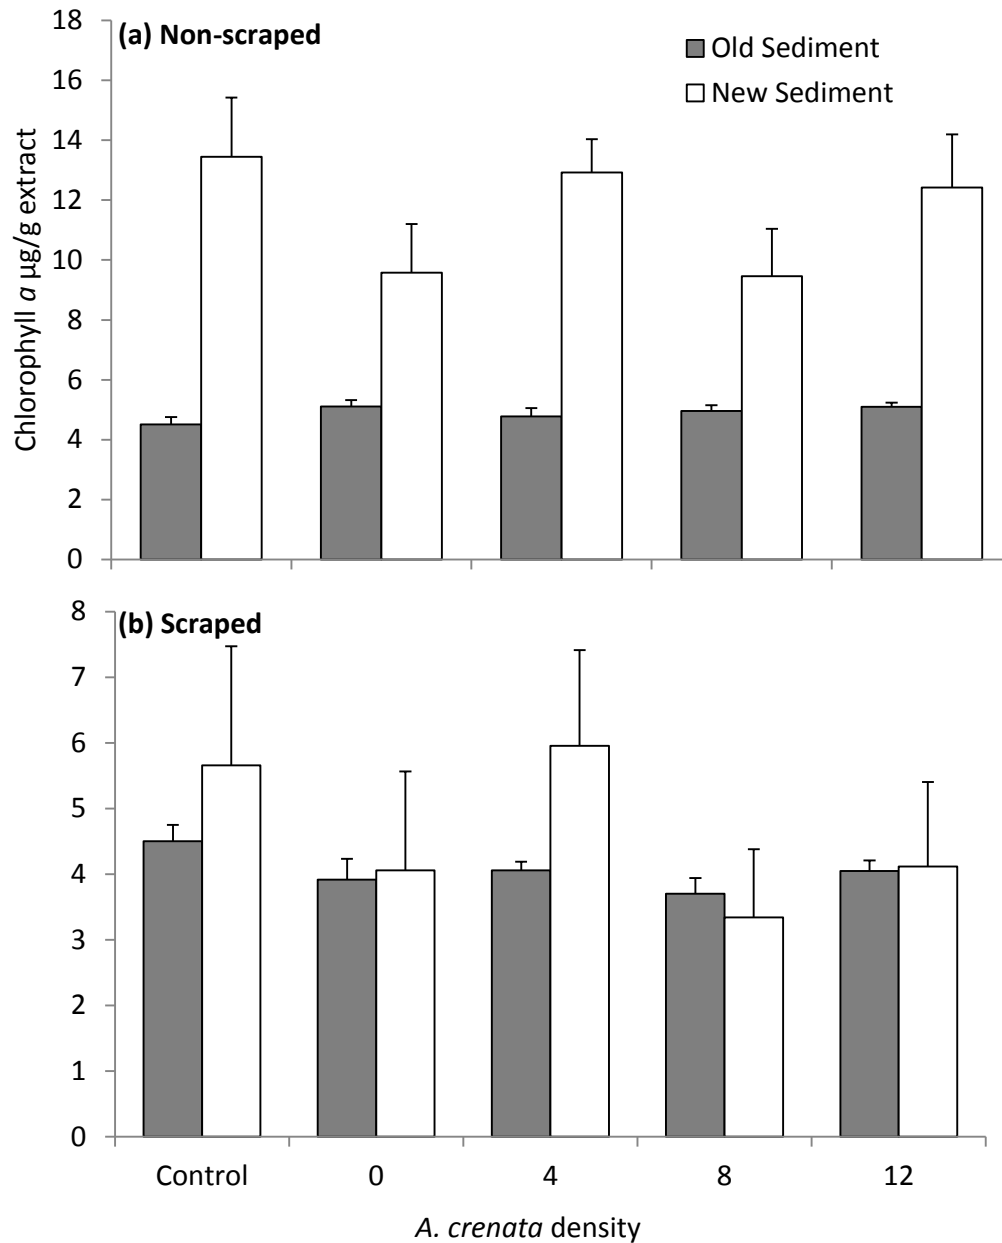 (a) Non-scraped
Old Sediment
New Sediment
Chlorophyll a µg/g extract
18
16
14
12
10
8
6
4
2
0
(b) Scraped
8
7
6
5
4
3
2
1
0
Control 0 4 8 12
A. crenata density